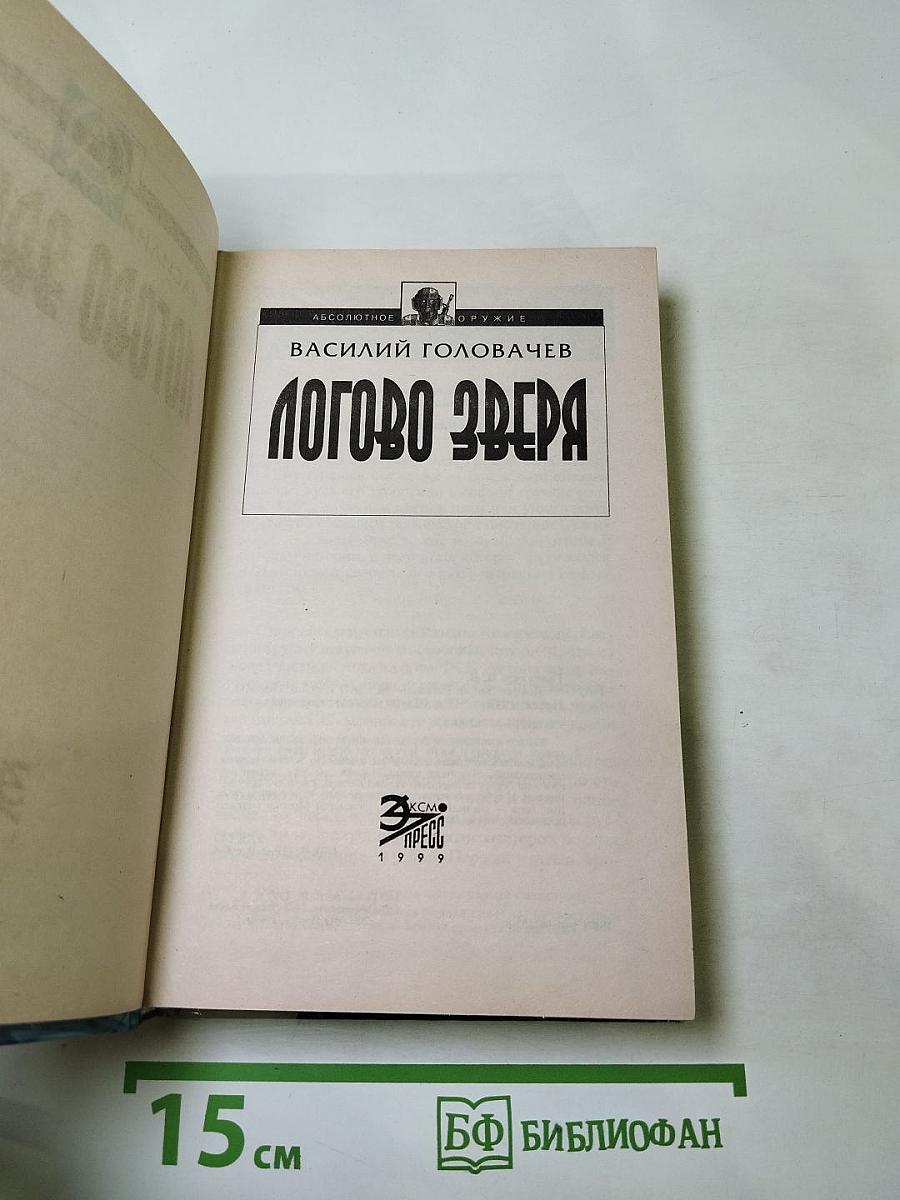 АБСОЛЮТНОЕ ОРУЖИЕ
ВАСИЛИЙ ГОЛОВАЧЕВ
ЛОГОВО ЗВЕРЯ
ЭКСМО
ПРЕСС
1999
15 см
БФ БИБЛИОФАН